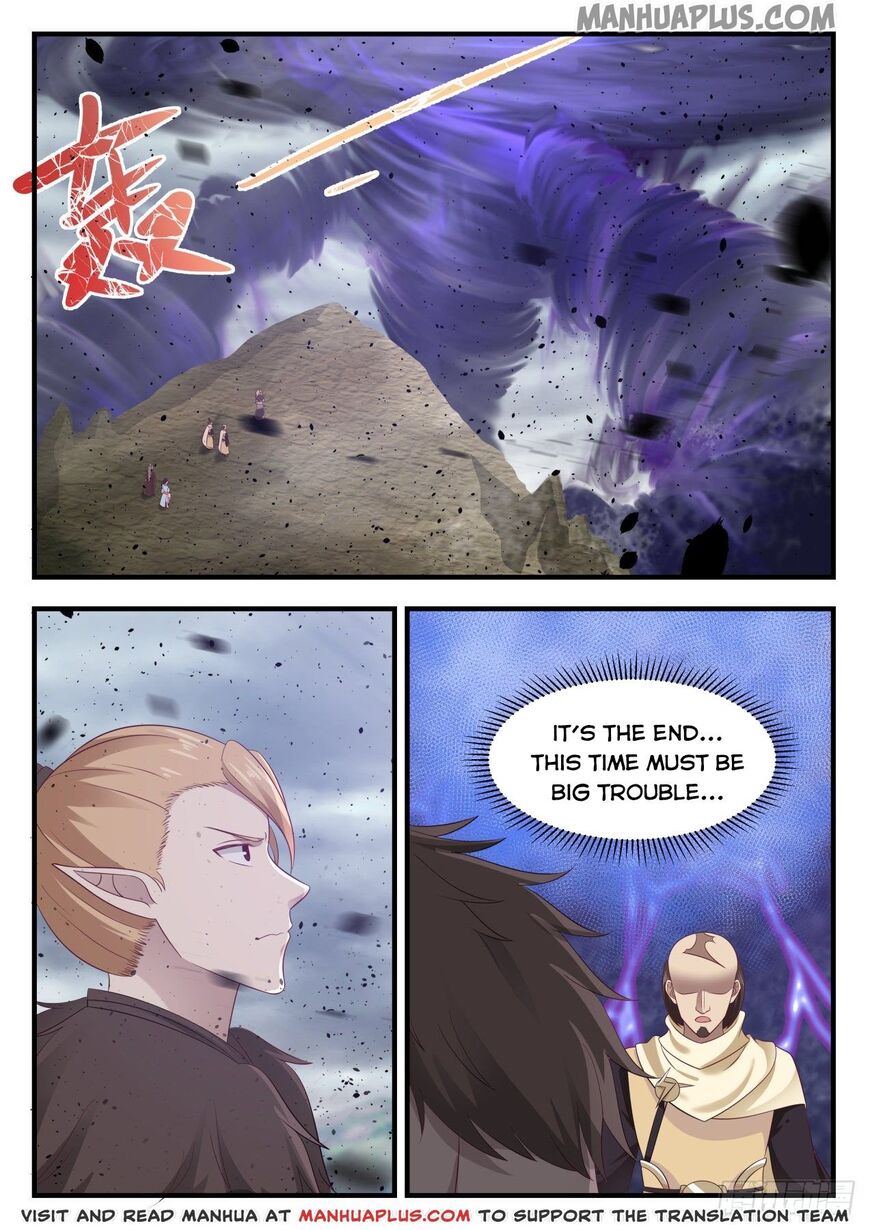 MANHUAPLUS.COM
轰
IT'S THE END...
THIS TIME MUST BE
BIG TROUBLE...
VISIT AND READ MANHUA AT MANHUAPLUS.COM TO SUPPORT THE TRANSLATION TEAM